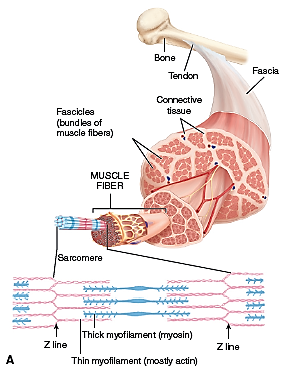 Bone
Tendon
Fascia
Connective
tissue
Fascicles
(bundles of
muscle fibers)
MUSCLE
FIBER
Sarcomere
Thick myofilament (myosin)
Z line
Z line
A
Thin myofilament (mostly actin)